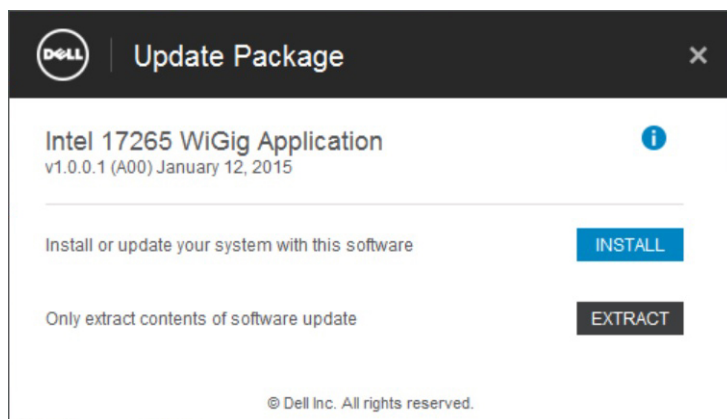 DELL
Update Package
Intel 17265 WiGig Application
v1.0.0.1 (A00) January 12, 2015
Install or update your system with this software
INSTALL
Only extract contents of software update
EXTRACT
© Dell Inc. All rights reserved.